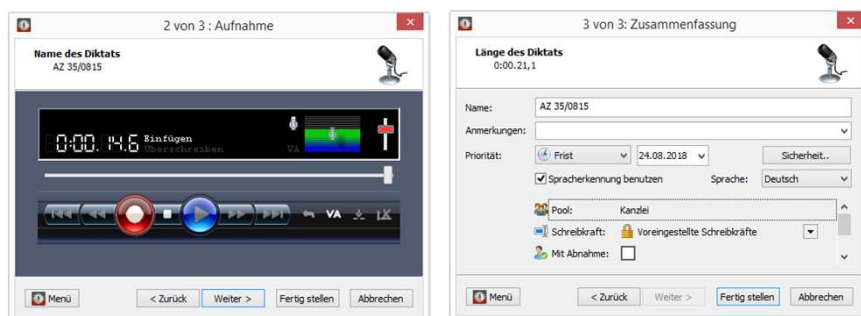 2 von 3 : Aufnahme
Name des Diktats
AZ 35/0815
0:00. 14.6 Einfügen
Überschreiben
VA
VA
Menü < Zurück Weiter > Fertig stellen Abbrechen
3 von 3: Zusammenfassung
Länge des Diktats
0:00.21,1
Name: AZ 35/0815
Anmerkungen:
Priorität: Frist 24.08.2018 Sicherheit..
Spracherkennung benutzen Sprache: Deutsch
Pool: Kanzlei
Schreibkraft: Voreingestellte Schreibkräfte
Mit Abnahme:
Menü < Zurück Weiter > Fertig stellen Abbrechen